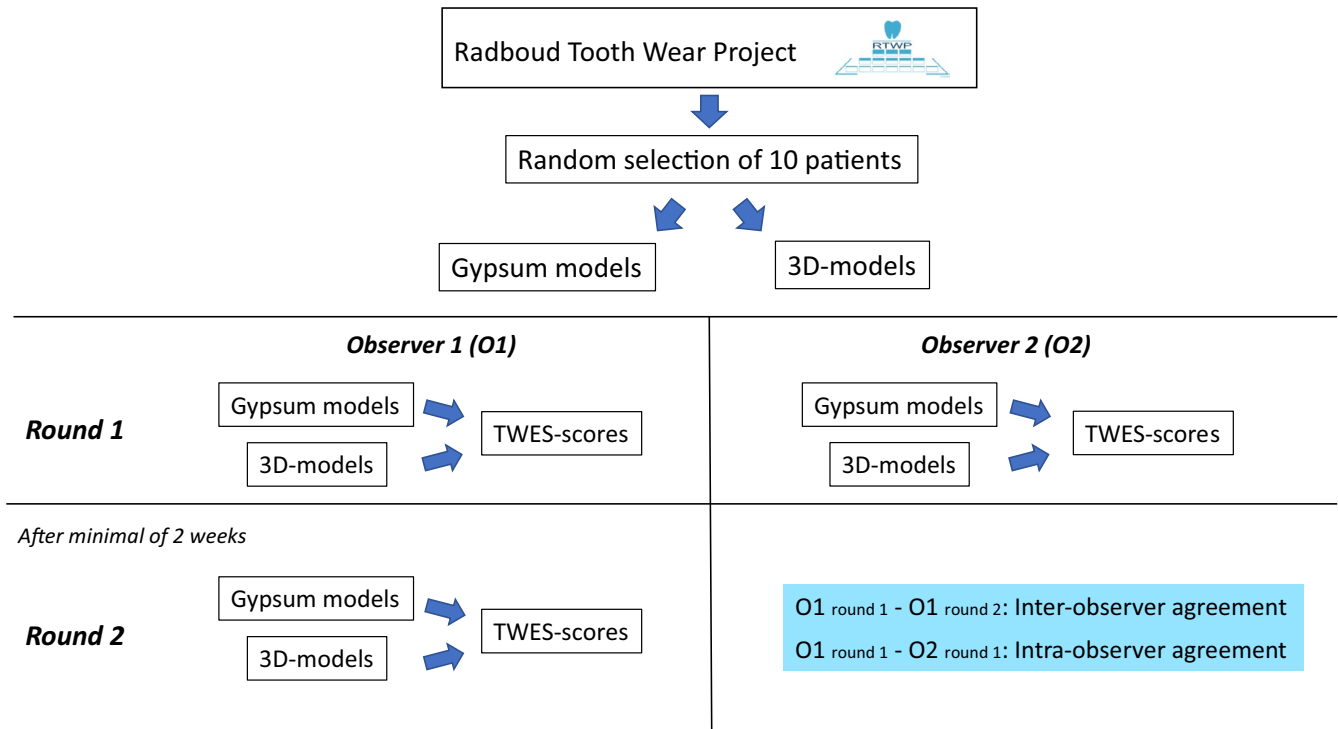 Radboud Tooth Wear Project
RTWP
Random selection of 10 patients
Gypsum models
3D-models
Observer 1 (O1)
Observer 2 (O2)
Round 1
Gypsum models
3D-models
TWES-scores
Gypsum models
3D-models
TWES-scores
After minimal of 2 weeks
Round 2
Gypsum models
3D-models
TWES-scores
O1 round 1 - O1 round 2: Inter-observer agreement
O1 round 1 - O2 round 1: Intra-observer agreement